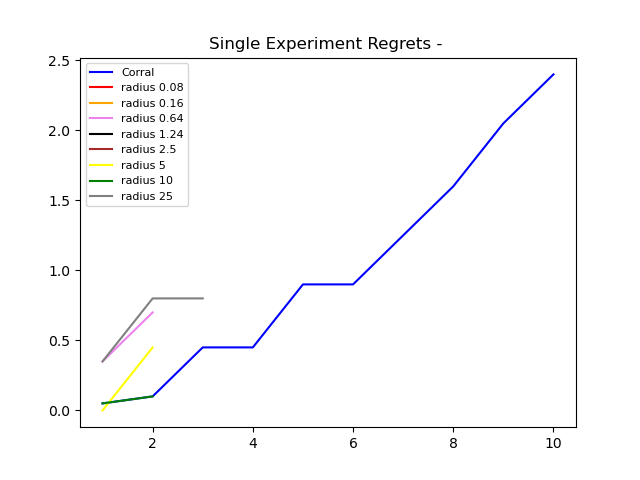 Single Experiment Regrets -
2.5
2.0
1.5
1.0
0.5
0.0
Corral
radius 0.08
radius 0.16
radius 0.64
radius 1.24
radius 2.5
radius 5
radius 10
radius 25
2 4 6 8 10